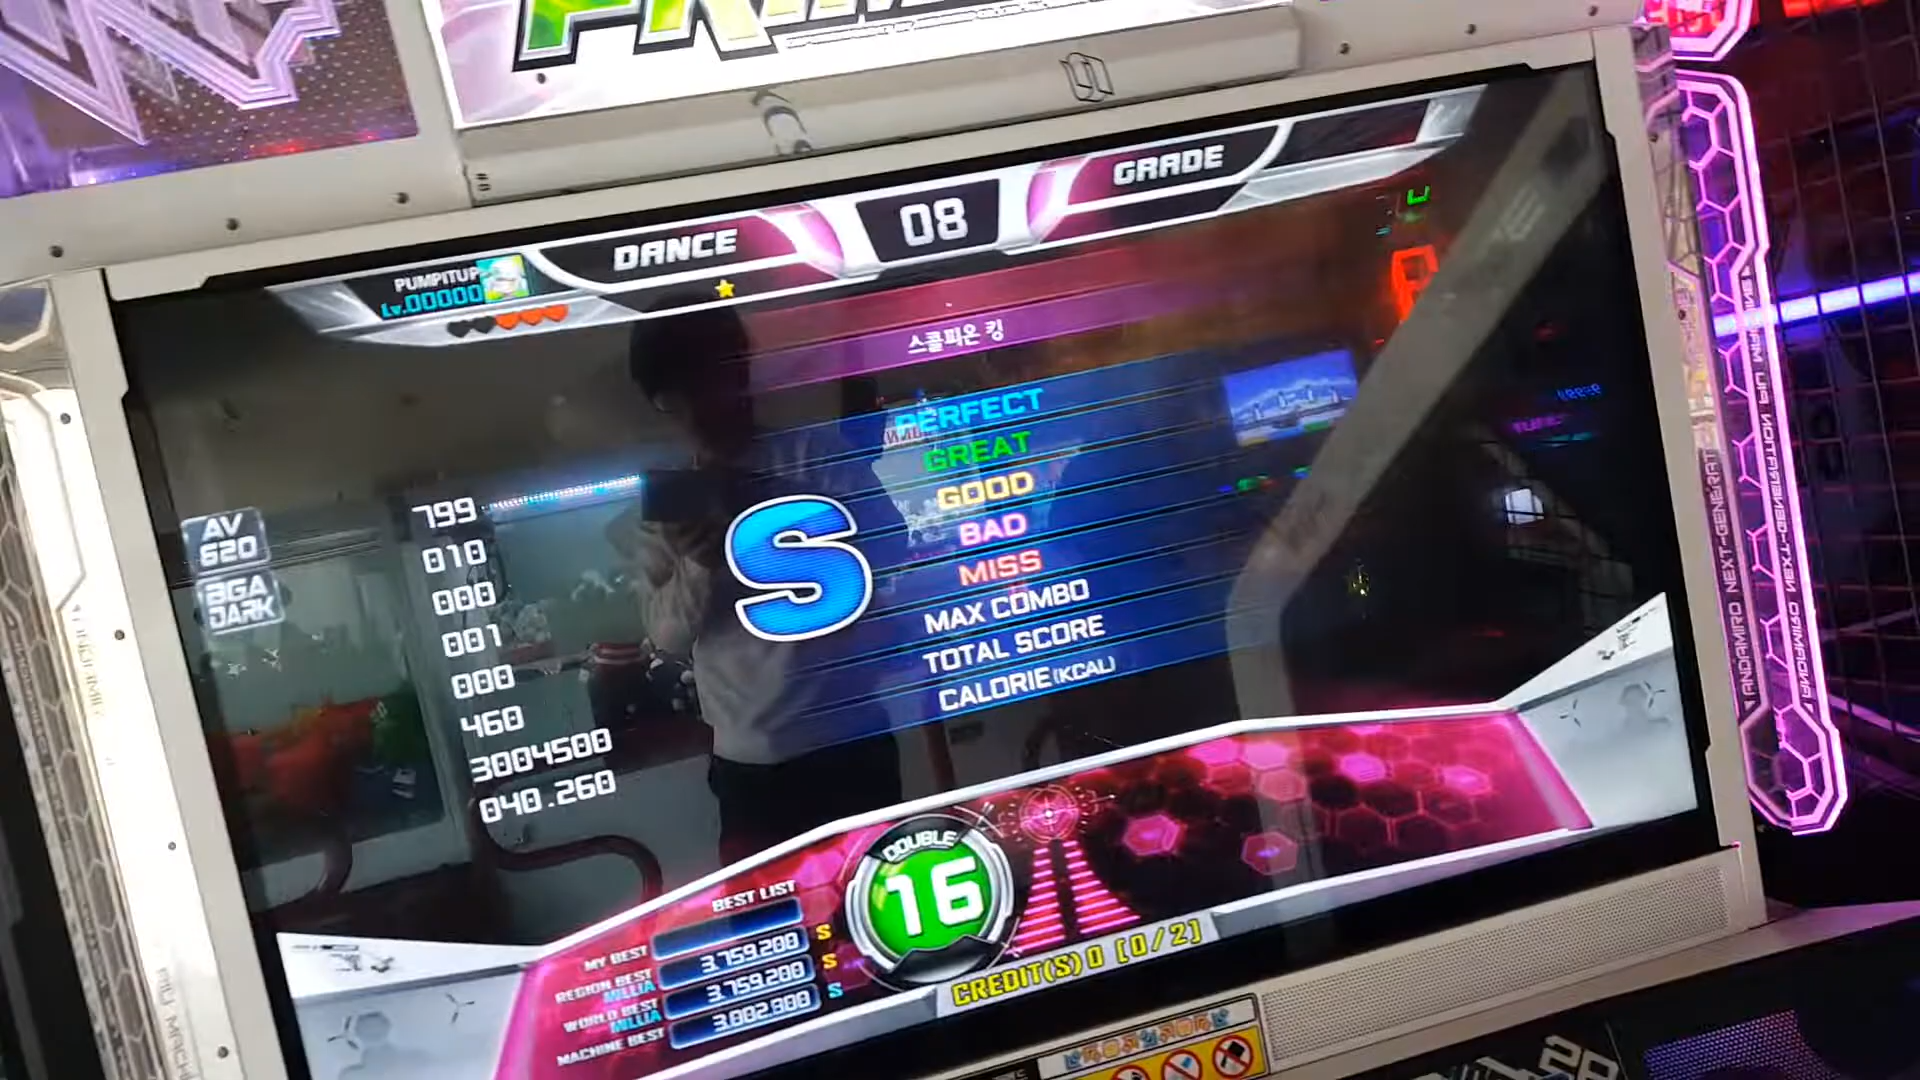 DANCE
08
GRADE
PUMPITUP
Lv.00000
스콜피온 킹
PERFECT
GREAT
GOOD
BAD
MISS
MAX COMBO
TOTAL SCORE
CALORIE(KCAL)
AV
620
BGA
DARK
799
010
000
001
000
460
3004500
040.260
S
DOUBLE
16
BEST LIST
MY BEST
REGION BEST 3.759.200 S
MILLIA
WORLD BEST 3.759.200 S
MILLIA
MACHINE BEST 3.002.800 S
CREDIT(S) 0 [0/2]
ANDAMIRO NEXT-GENERAT
2P